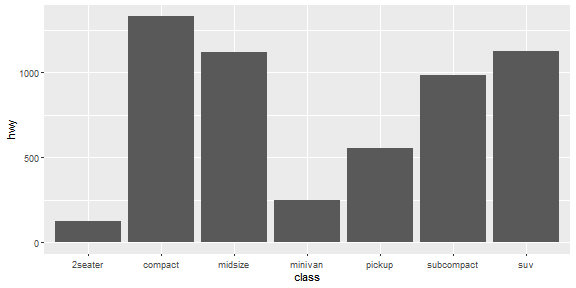 hwy
1000
500
0
2seater compact midsize minivan pickup subcompact suv
class